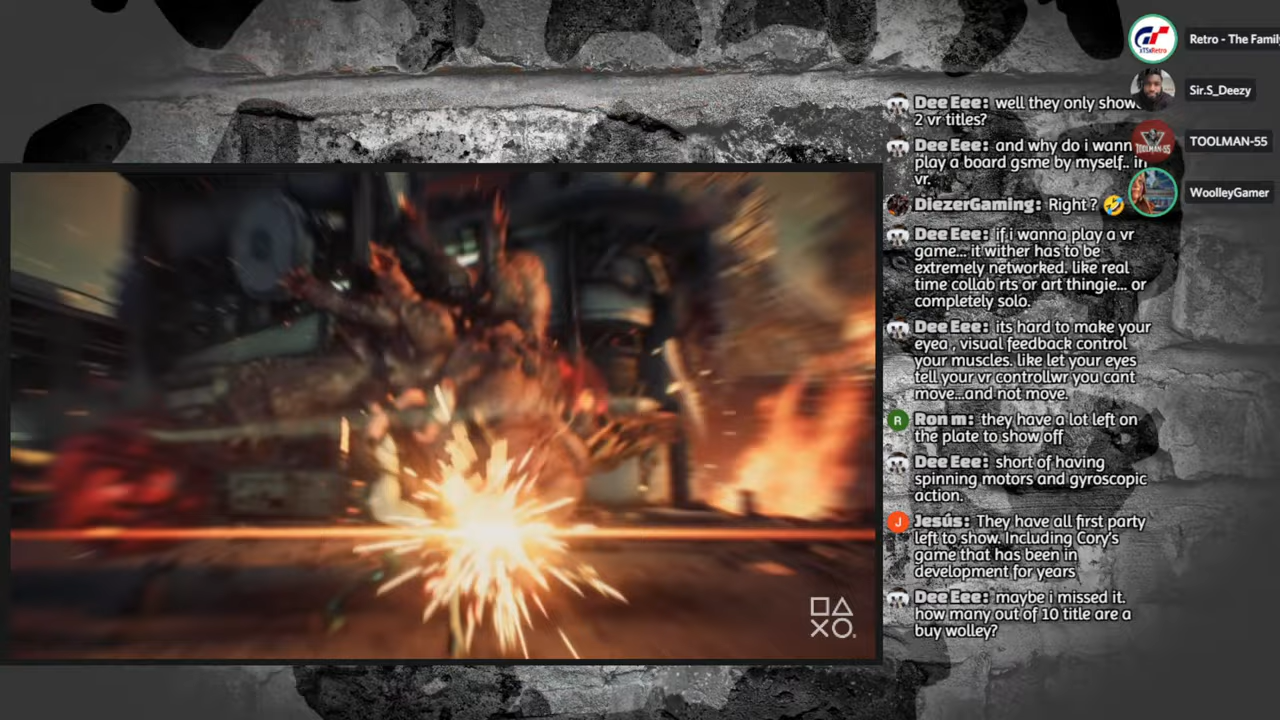 Retro - The Family
xTSxRetro
Sir.S_Deezy
TOOLMAN-55
TOOLMAN-55
WoolleyGamer
Dee Eee: well they only show
2 vr titles?
Dee Eee: and why do i wann
play a board gsme by myself.. in
vr.
DiezerGaming: Right ? 🤣
Dee Eee: if i wanna play a vr
game... it wither has to be
extremely networked. like real
time collab rts or art thingie... or
completely solo.
Dee Eee: its hard to make your
eyea , visual feedback control
your muscles. like let your eyes
tell your vr controllwr you cant
move...and not move.
R
Ron m: they have a lot left on
the plate to show off
Dee Eee: short of having
spinning motors and gyroscopic
action.
J
Jesús: They have all first party
left to show. Including Cory's
game that has been in
development for years
Dee Eee: maybe i missed it.
how many out of 10 title are a
buy wolley?